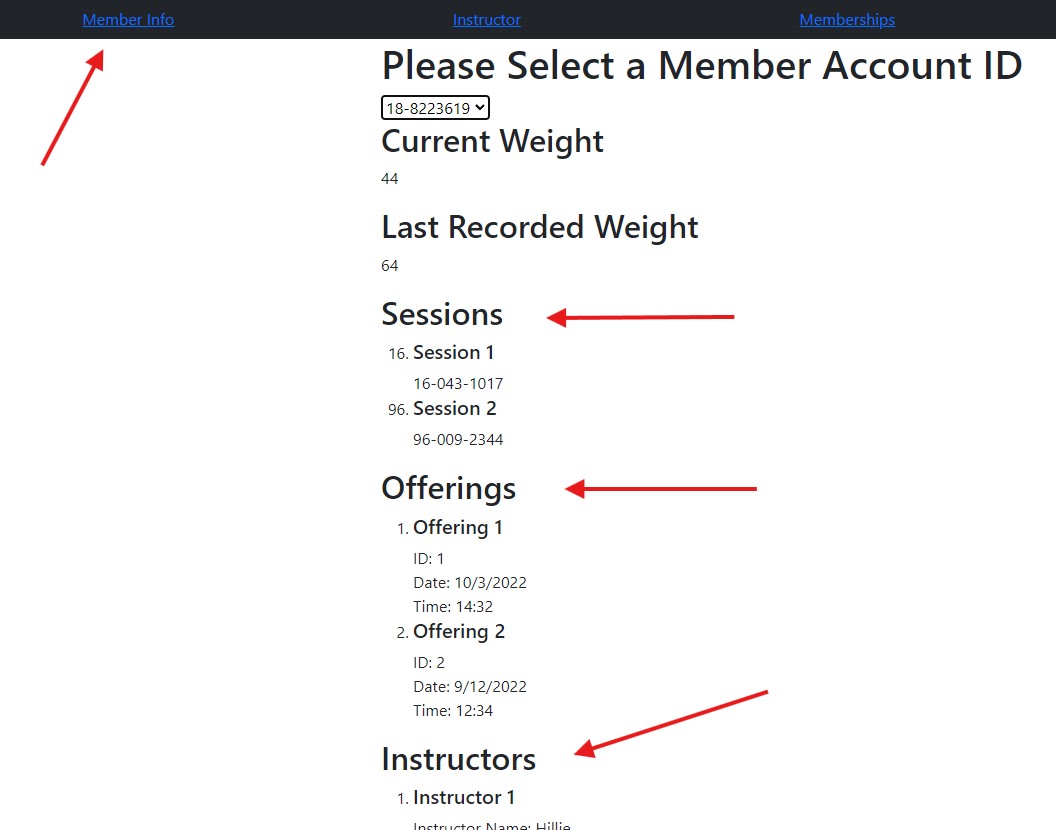 Member Info Instructor Memberships
Please Select a Member Account ID
18-8223619
Current Weight
44
Last Recorded Weight
64
Sessions
16. Session 1
16-043-1017
96. Session 2
96-009-2344
Offerings
1. Offering 1
ID: 1
Date: 10/3/2022
Time: 14:32
2. Offering 2
ID: 2
Date: 9/12/2022
Time: 12:34
Instructors
1. Instructor 1
Instructor Name: Hillie